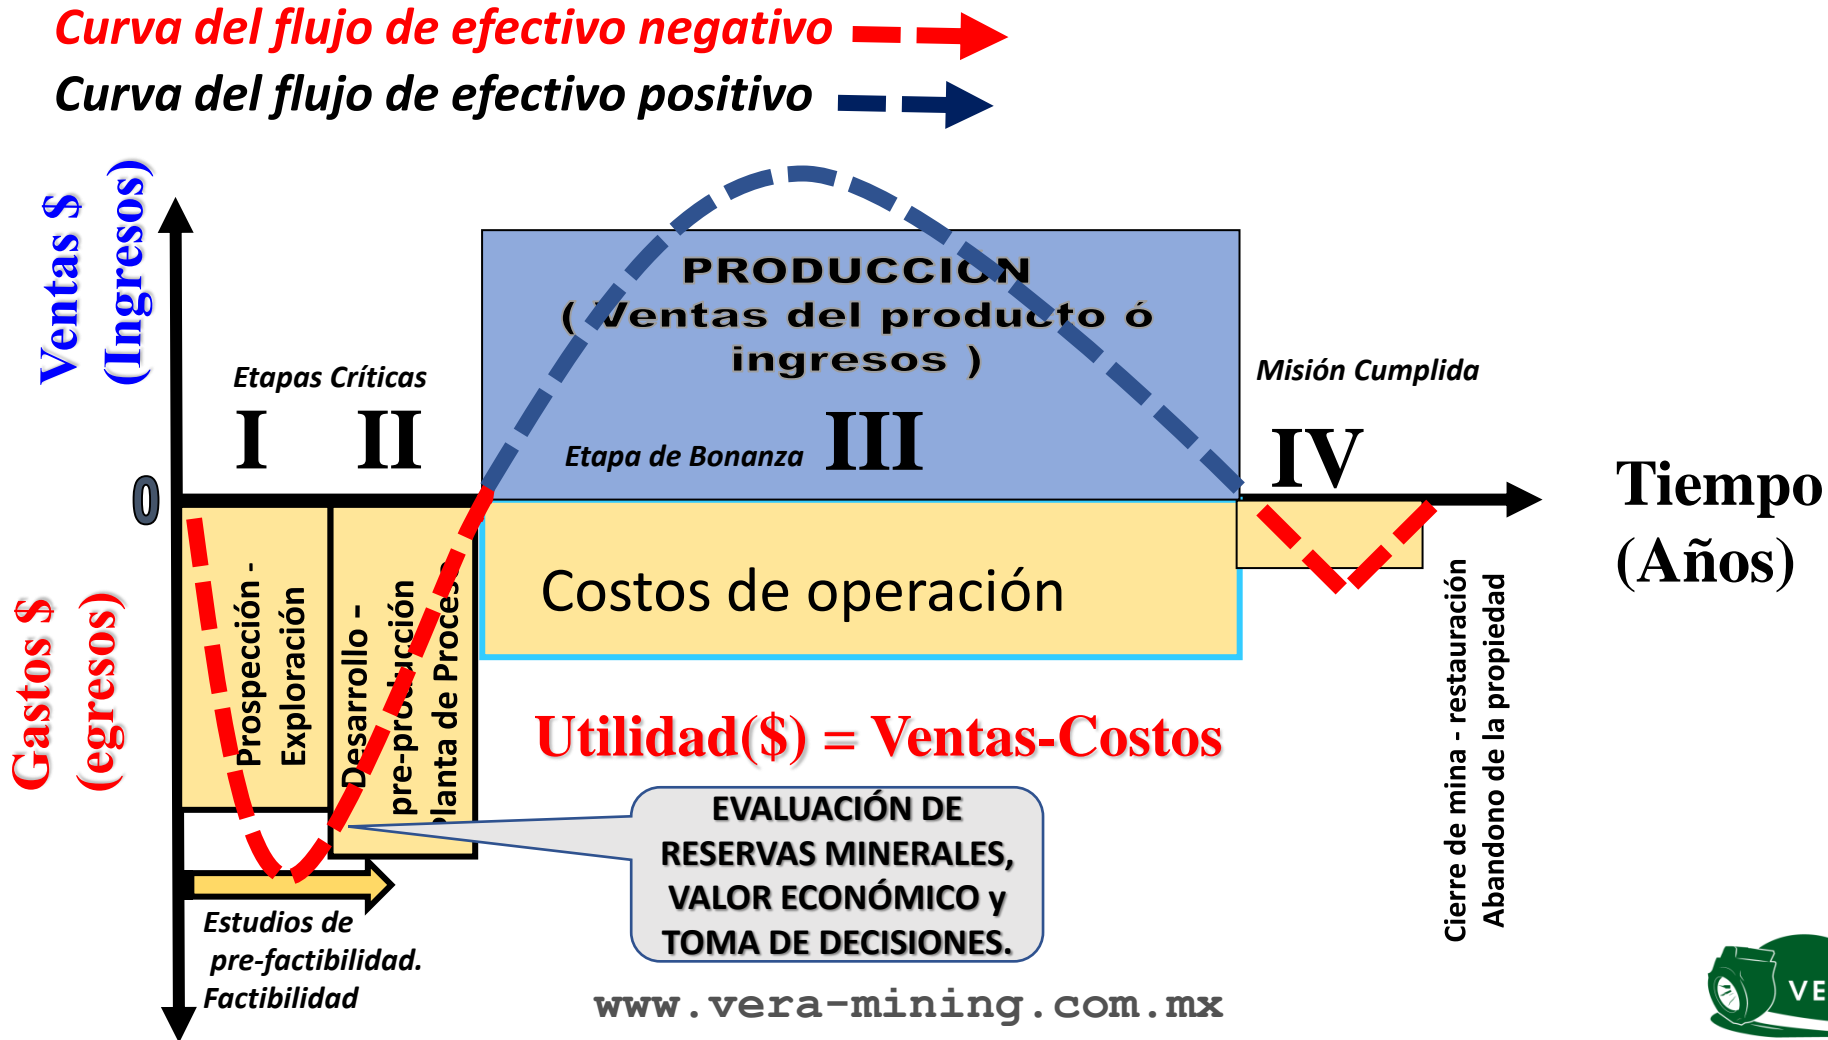 Curva del flujo de efectivo negativo
Curva del flujo de efectivo positivo
Ventas $
(Ingresos)
PRODUCCION
( Ventas del producto ó
ingresos )
Etapas Críticas
I
II
Etapa de Bonanza
III
Misión Cumplida
IV
0
Tiempo
(Años)
Gastos $
(egresos)
Prospección -
Exploración
Desarrollo –
pre-producción
Planta de Proceso
Costos de operación
Utilidad($) = Ventas-Costos
Cierre de mina - restauración
Abandono de la propiedad
EVALUACIÓN DE
RESERVAS MINERALES,
VALOR ECONÓMICO y
TOMA DE DECISIONES.
Estudios de
pre-factibilidad.
Factibilidad
www.vera-mining.com.mx